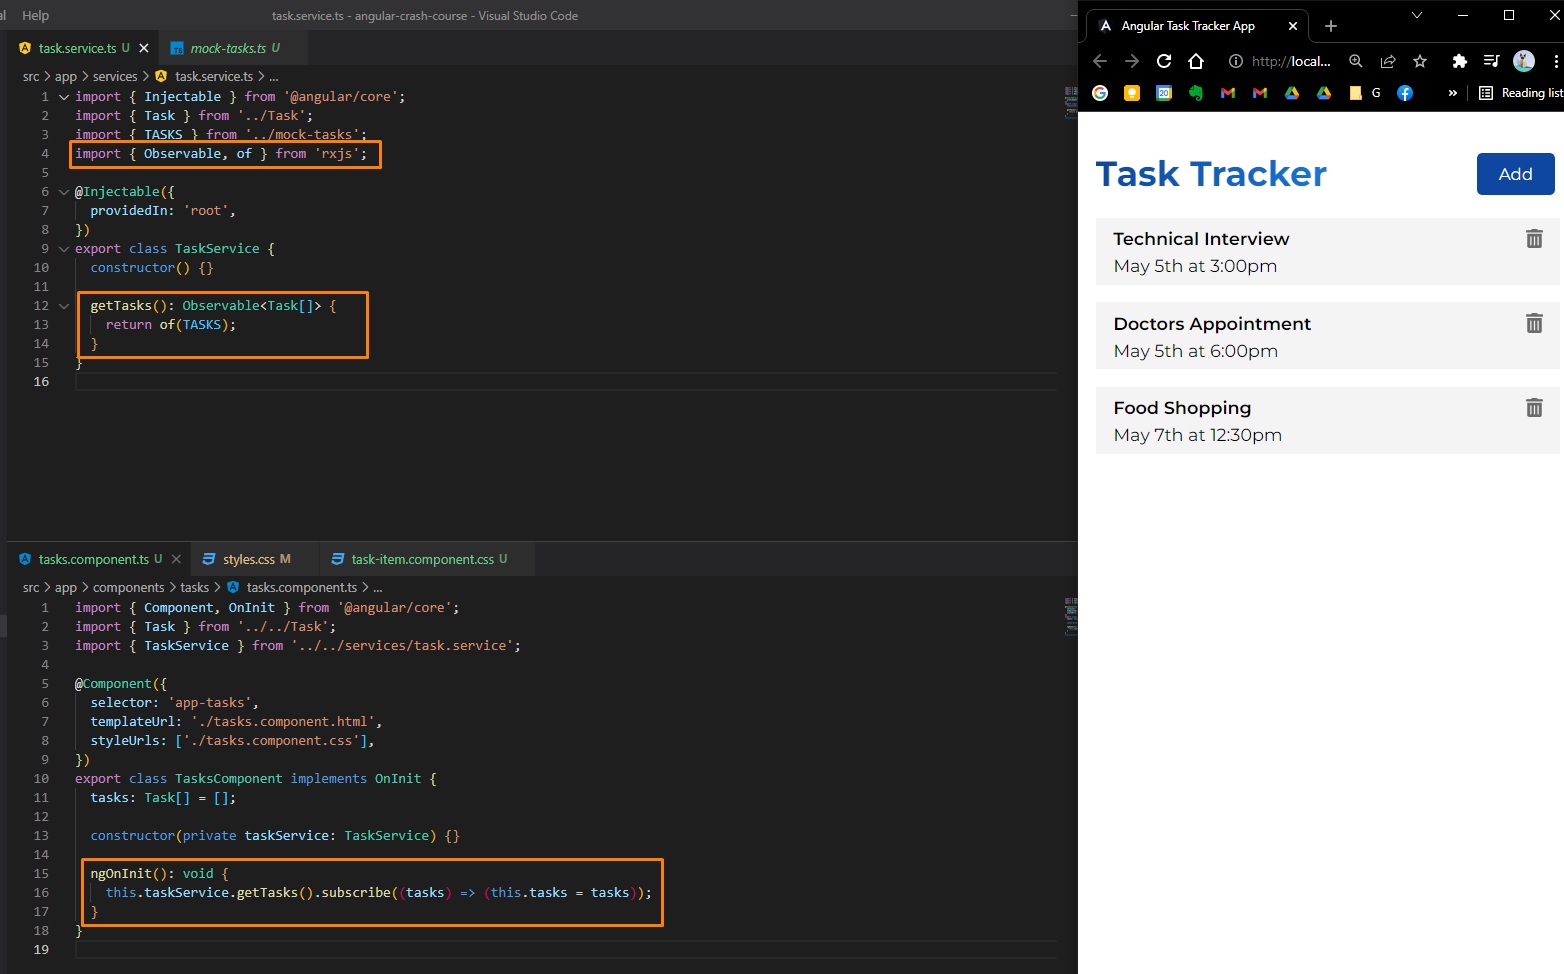 Help
task.service.ts - angular-crash-course - Visual Studio Code
task.service.ts U
mock-tasks.ts U
src > app > services > task.service.ts > ...
1 import { Injectable } from '@angular/core';
2 import { Task } from '../Task';
3 import { TASKS } from '../mock-tasks';
4 import { Observable, of } from 'rxjs';
5
6 @Injectable({
7 providedIn: 'root',
8 })
9 export class TaskService {
10 constructor() {}
11
12 getTasks(): Observable<Task[]> {
13 return of(TASKS);
14 }
15 }
16
tasks.component.ts U
styles.css M
task-item.component.css U
src > app > components > tasks > tasks.component.ts > ...
1 import { Component, OnInit } from '@angular/core';
2 import { Task } from '../../Task';
3 import { TaskService } from '../../services/task.service';
4
5 @Component({
6 selector: 'app-tasks',
7 templateUrl: './tasks.component.html',
8 styleUrls: ['./tasks.component.css'],
9 })
10 export class TasksComponent implements OnInit {
11 tasks: Task[] = [];
12
13 constructor(private taskService: TaskService) {}
14
15 ngOnInit(): void {
16 this.taskService.getTasks().subscribe((tasks) => (this.tasks = tasks));
17 }
18 }
19
Angular Task Tracker App
http://local...
G
» Reading list
Task Tracker
Add
Technical Interview
May 5th at 3:00pm
Doctors Appointment
May 5th at 6:00pm
Food Shopping
May 7th at 12:30pm